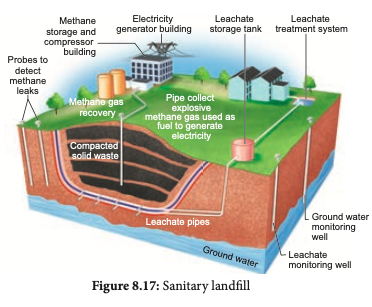 Methane
storage and
compressor
building
Electricity
generator building
Leachate
storage tank
Leachate
treatment system
Probes to
detect
methane
leaks
Methane gas
recovery
Pipe collect
explosive
methane gas used as
fuel to generate
electricity
Compacted
solid waste
Leachate pipes
Ground water
Ground water
monitoring
well
Leachate
monitoring well
Figure 8.17: Sanitary landfill